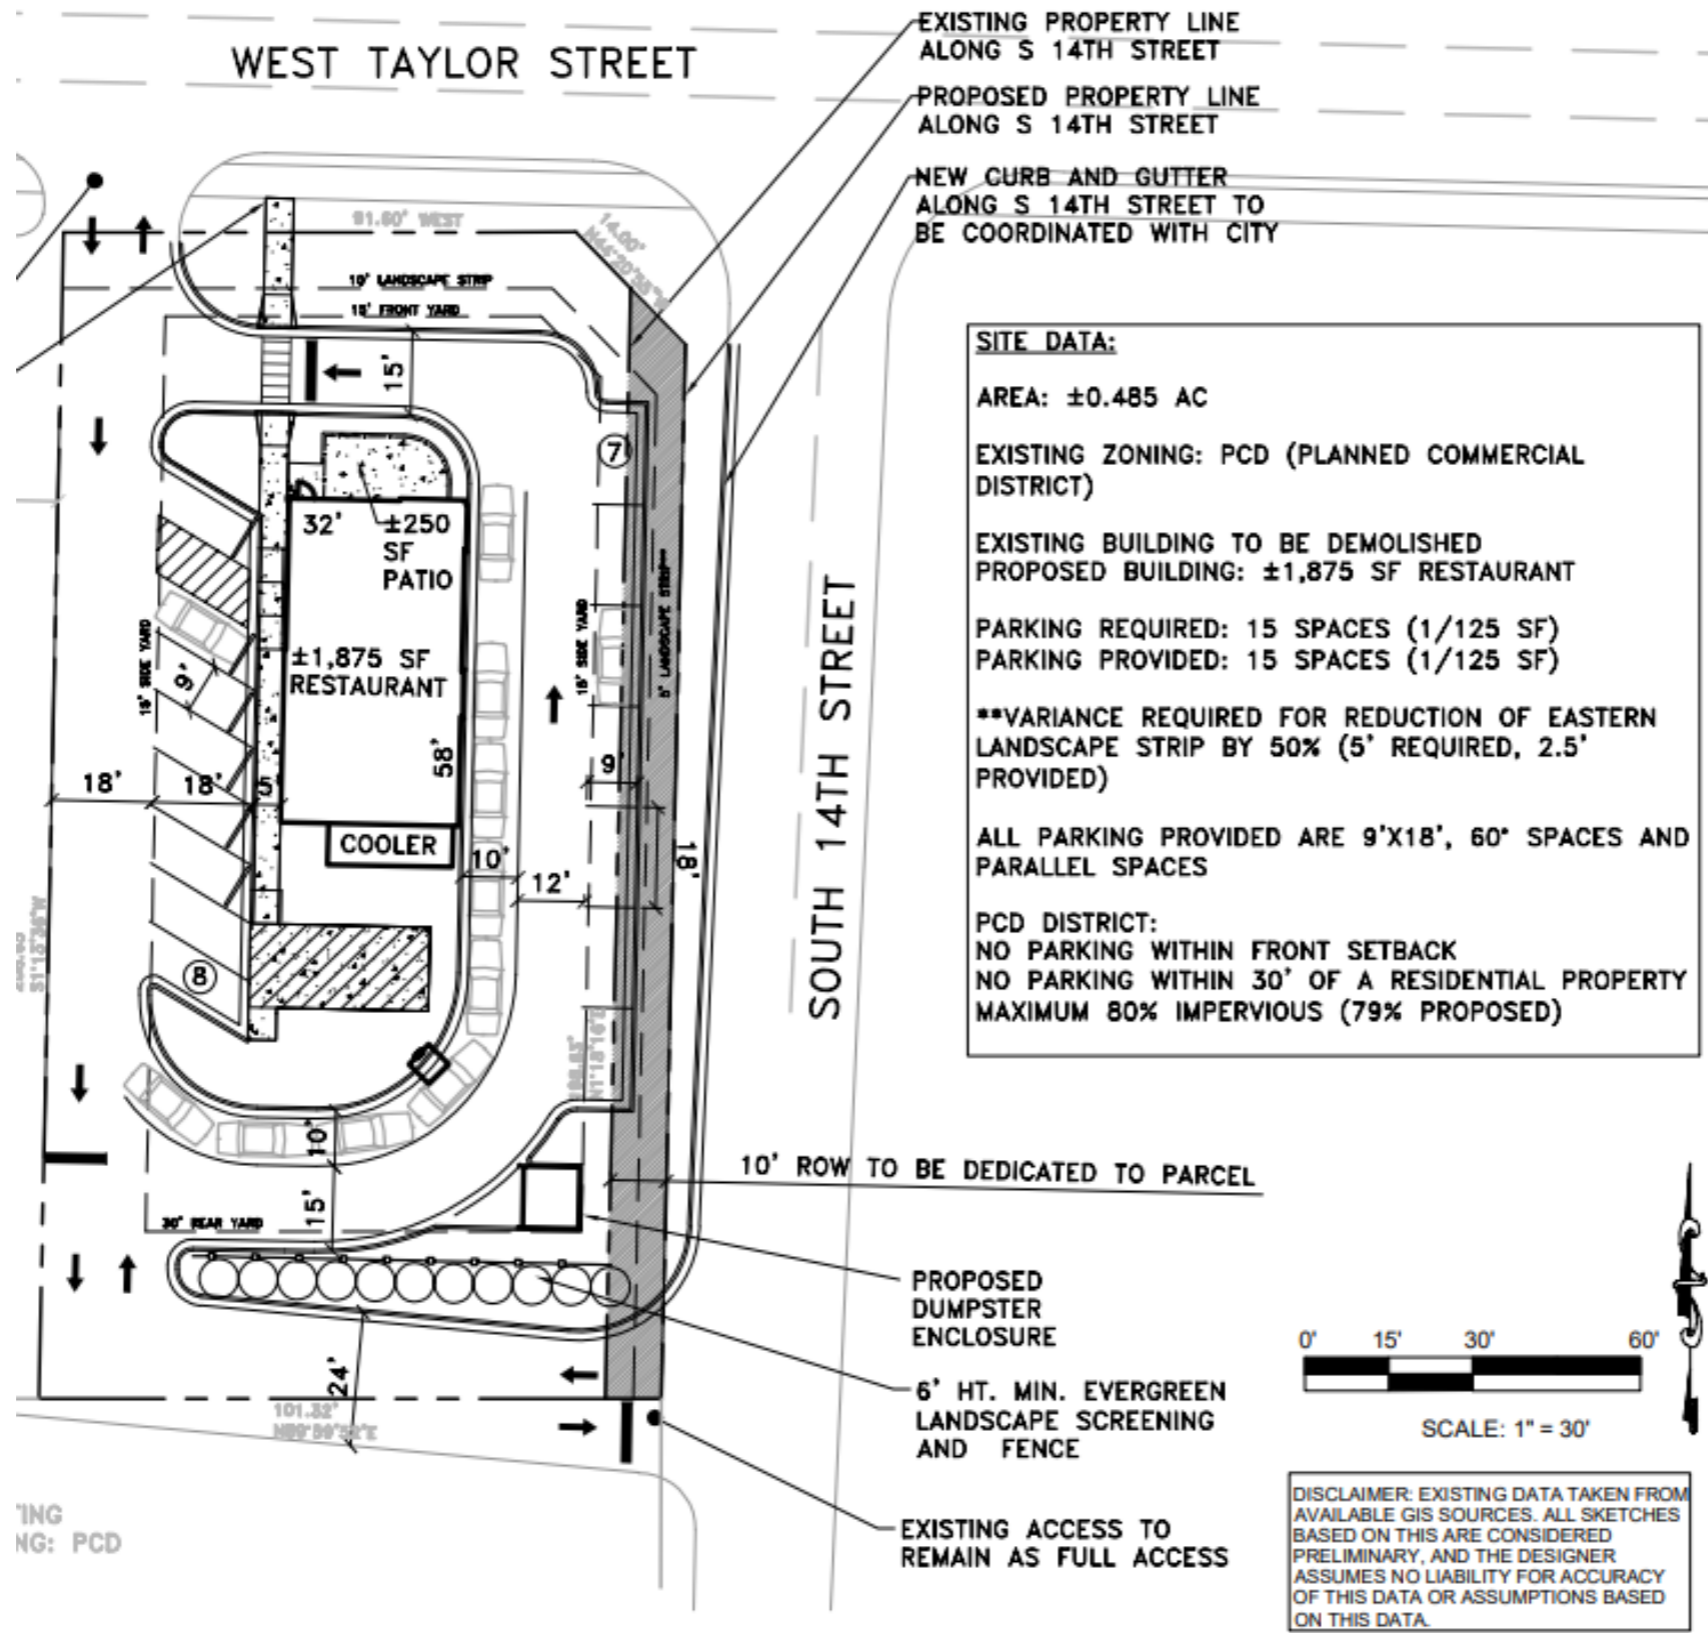 WEST TAYLOR STREET
EXISTING PROPERTY LINE
ALONG S 14TH STREET
PROPOSED PROPERTY LINE
ALONG S 14TH STREET
NEW CURB AND GUTTER
ALONG S 14TH STREET TO
BE COORDINATED WITH CITY
91.60' WEST
14.00'
10' LANDSCAPE STRIP
15' FRONT YARD
15'
7
32'
±250
SF
PATIO
±1,875 SF
RESTAURANT
58'
COOLER
15' SIDE YARD
9'
18'
18'
5'
15' SIDE YARD
5' LANDSCAPE STRIP**
9'
10'
12'
18'
8
SOUTH 14TH STREET
SITE DATA:
AREA: ±0.485 AC
EXISTING ZONING: PCD (PLANNED COMMERCIAL
DISTRICT)
EXISTING BUILDING TO BE DEMOLISHED
PROPOSED BUILDING: ±1,875 SF RESTAURANT
PARKING REQUIRED: 15 SPACES (1/125 SF)
PARKING PROVIDED: 15 SPACES (1/125 SF)
**VARIANCE REQUIRED FOR REDUCTION OF EASTERN
LANDSCAPE STRIP BY 50% (5' REQUIRED, 2.5'
PROVIDED)
ALL PARKING PROVIDED ARE 9'X18', 60° SPACES AND
PARALLEL SPACES
PCD DISTRICT:
NO PARKING WITHIN FRONT SETBACK
NO PARKING WITHIN 30' OF A RESIDENTIAL PROPERTY
MAXIMUM 80% IMPERVIOUS (79% PROPOSED)
10'
15'
30' REAR YARD
10' ROW TO BE DEDICATED TO PARCEL
PROPOSED
DUMPSTER
ENCLOSURE
24'
101.32'
6' HT. MIN. EVERGREEN
LANDSCAPE SCREENING
AND FENCE
EXISTING ACCESS TO
REMAIN AS FULL ACCESS
0' 15' 30' 60'
SCALE: 1" = 30'
TING
NG: PCD
DISCLAIMER: EXISTING DATA TAKEN FROM
AVAILABLE GIS SOURCES. ALL SKETCHES
BASED ON THIS ARE CONSIDERED
PRELIMINARY, AND THE DESIGNER
ASSUMES NO LIABILITY FOR ACCURACY
OF THIS DATA OR ASSUMPTIONS BASED
ON THIS DATA.